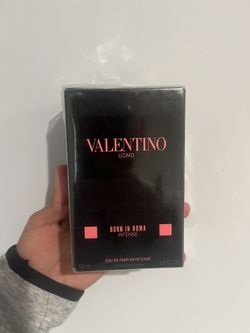 VALENTINO
UOMO
BORN IN ROMA
INTENSE
EAU DE PARFUM INTENSE